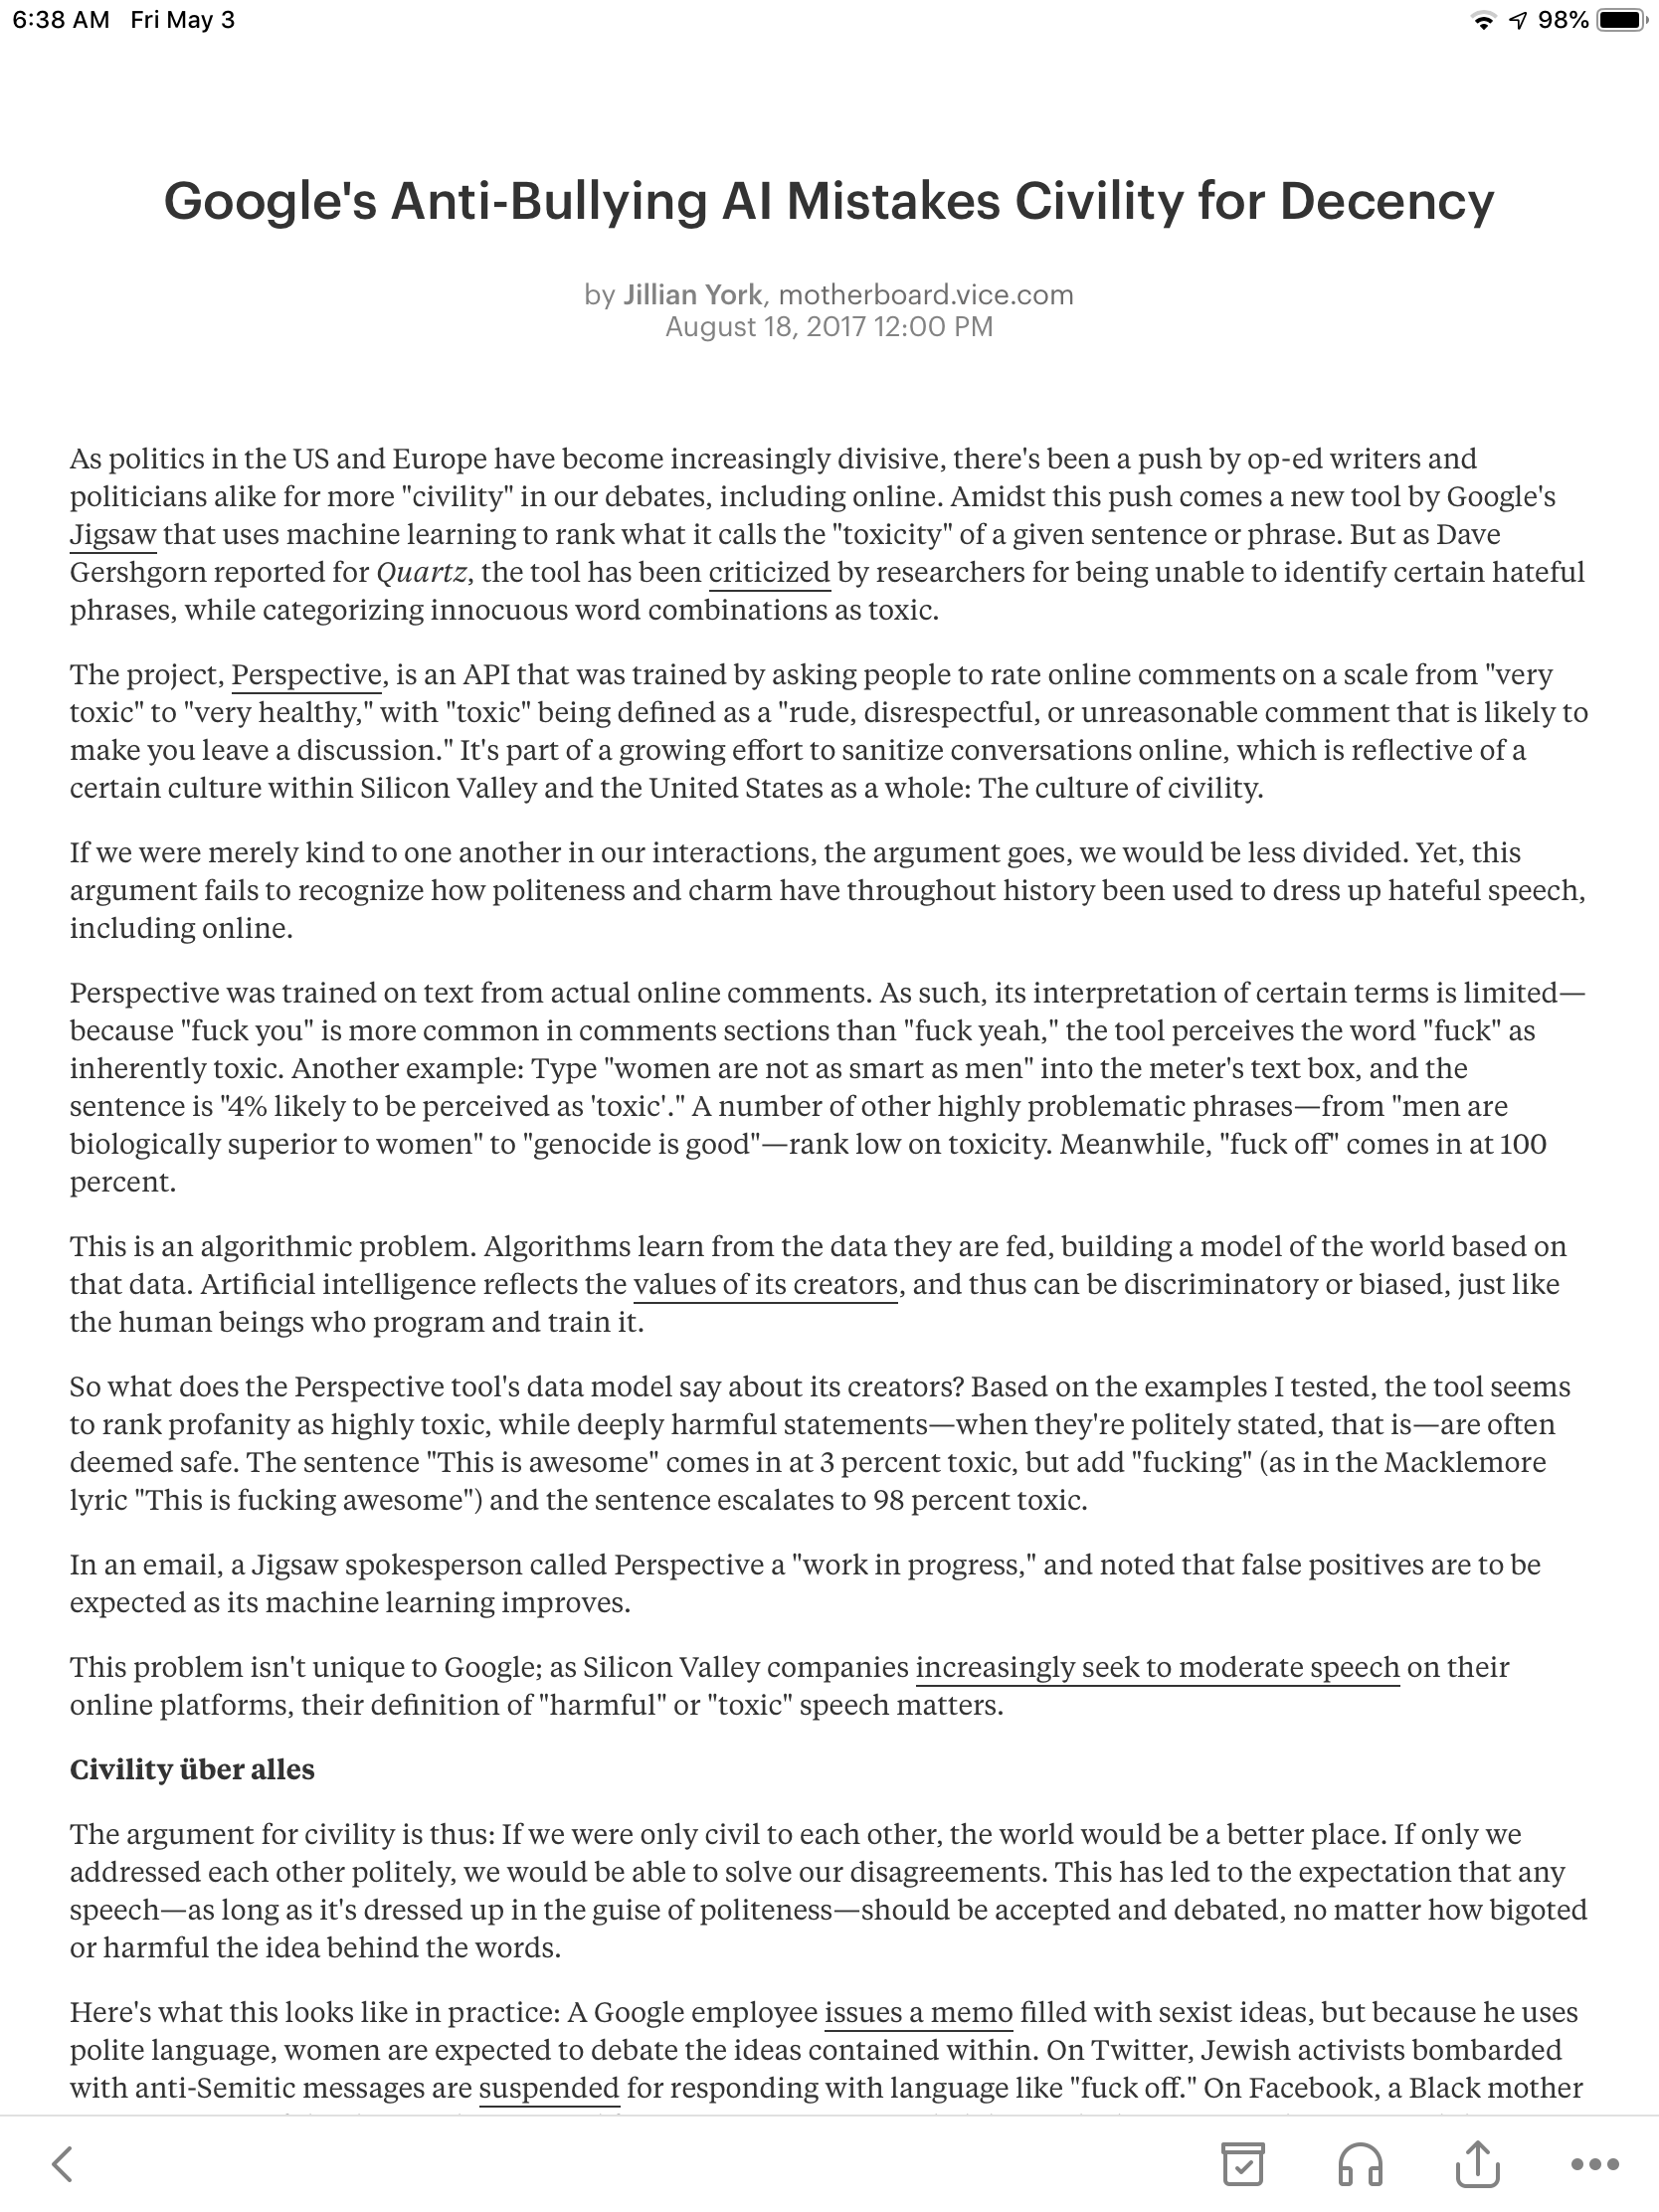 6:38 AM Fri May 3
98%
Google's Anti-Bullying AI Mistakes Civility for Decency
by Jillian York, motherboard.vice.com
August 18, 2017 12:00 PM
As politics in the US and Europe have become increasingly divisive, there's been a push by op-ed writers and
politicians alike for more "civility" in our debates, including online. Amidst this push comes a new tool by Google's
Jigsaw that uses machine learning to rank what it calls the "toxicity" of a given sentence or phrase. But as Dave
Gershgorn reported for Quartz, the tool has been criticized by researchers for being unable to identify certain hateful
phrases, while categorizing innocuous word combinations as toxic.
The project, Perspective, is an API that was trained by asking people to rate online comments on a scale from "very
toxic" to "very healthy," with "toxic" being defined as a "rude, disrespectful, or unreasonable comment that is likely to
make you leave a discussion." It's part of a growing effort to sanitize conversations online, which is reflective of a
certain culture within Silicon Valley and the United States as a whole: The culture of civility.
If we were merely kind to one another in our interactions, the argument goes, we would be less divided. Yet, this
argument fails to recognize how politeness and charm have throughout history been used to dress up hateful speech,
including online.
Perspective was trained on text from actual online comments. As such, its interpretation of certain terms is limited—
because "fuck you" is more common in comments sections than "fuck yeah," the tool perceives the word "fuck" as
inherently toxic. Another example: Type "women are not as smart as men" into the meter's text box, and the
sentence is "4% likely to be perceived as 'toxic'." A number of other highly problematic phrases—from "men are
biologically superior to women" to "genocide is good"—rank low on toxicity. Meanwhile, "fuck off" comes in at 100
percent.
This is an algorithmic problem. Algorithms learn from the data they are fed, building a model of the world based on
that data. Artificial intelligence reflects the values of its creators, and thus can be discriminatory or biased, just like
the human beings who program and train it.
So what does the Perspective tool's data model say about its creators? Based on the examples I tested, the tool seems
to rank profanity as highly toxic, while deeply harmful statements—when they're politely stated, that is—are often
deemed safe. The sentence "This is awesome" comes in at 3 percent toxic, but add "fucking" (as in the Macklemore
lyric "This is fucking awesome") and the sentence escalates to 98 percent toxic.
In an email, a Jigsaw spokesperson called Perspective a "work in progress," and noted that false positives are to be
expected as its machine learning improves.
This problem isn't unique to Google; as Silicon Valley companies increasingly seek to moderate speech on their
online platforms, their definition of "harmful" or "toxic" speech matters.
Civility über alles
The argument for civility is thus: If we were only civil to each other, the world would be a better place. If only we
addressed each other politely, we would be able to solve our disagreements. This has led to the expectation that any
speech—as long as it's dressed up in the guise of politeness—should be accepted and debated, no matter how bigoted
or harmful the idea behind the words.
Here's what this looks like in practice: A Google employee issues a memo filled with sexist ideas, but because he uses
polite language, women are expected to debate the ideas contained within. On Twitter, Jewish activists bombarded
with anti-Semitic messages are suspended for responding with language like "fuck off." On Facebook, a Black mother